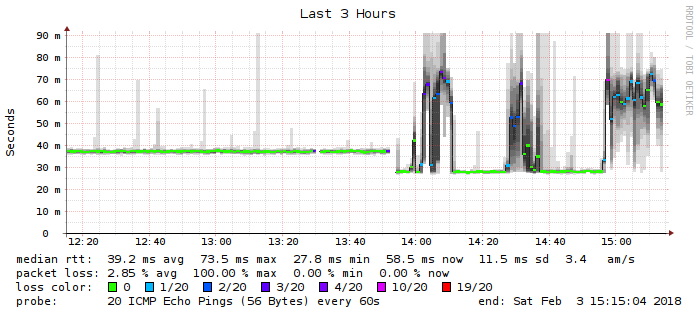 Last 3 Hours
RRDTOOL / TOBI OETIKER
Seconds
90 m
80 m
70 m
60 m
50 m
40 m
30 m
20 m
10 m
0
12:20 12:40 13:00 13:20 13:40 14:00 14:20 14:40 15:00
median rtt: 39.2 ms avg 73.5 ms max 27.8 ms min 58.5 ms now 11.5 ms sd 3.4 am/s
packet loss: 2.85 % avg 100.00 % max 0.00 % min 0.00 % now
loss color: 0 1/20 2/20 3/20 4/20 10/20 19/20
probe: 20 ICMP Echo Pings (56 Bytes) every 60s end: Sat Feb 3 15:15:04 2018